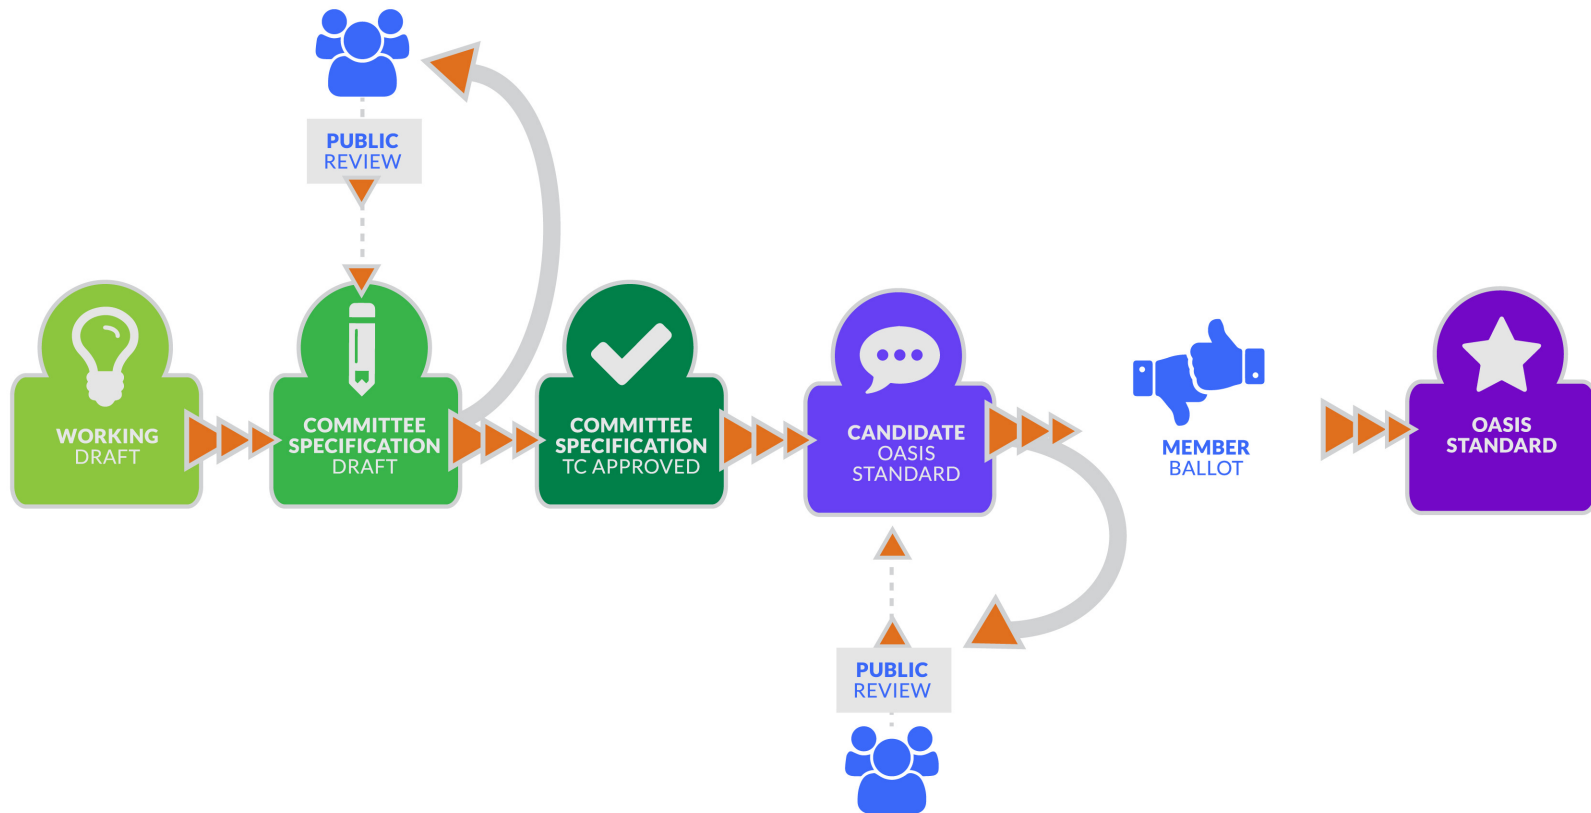 PUBLIC
REVIEW
WORKING
DRAFT
COMMITTEE
SPECIFICATION
DRAFT
COMMITTEE
SPECIFICATION
TC APPROVED
CANDIDATE
OASIS
STANDARD
MEMBER
BALLOT
OASIS
STANDARD
PUBLIC
REVIEW